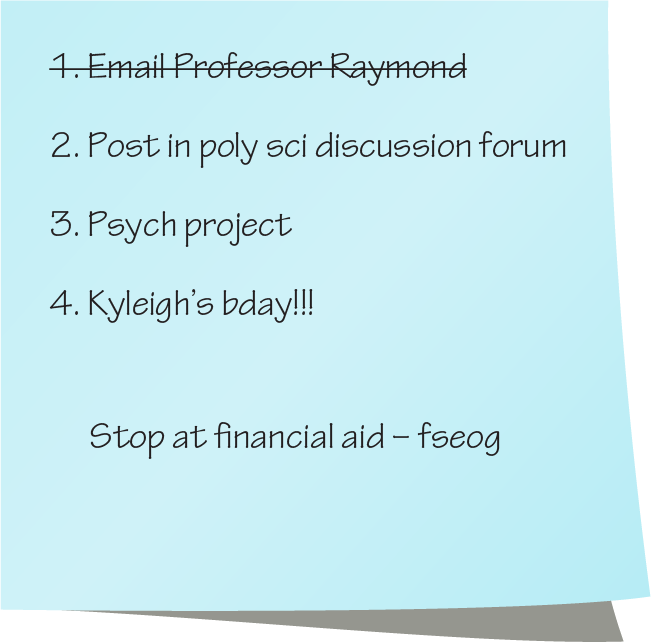 1. Email Professor Raymond
2. Post in poly sci discussion forum
3. Psych project
4. Kyleigh’s bday!!!
Stop at financial aid – fseog